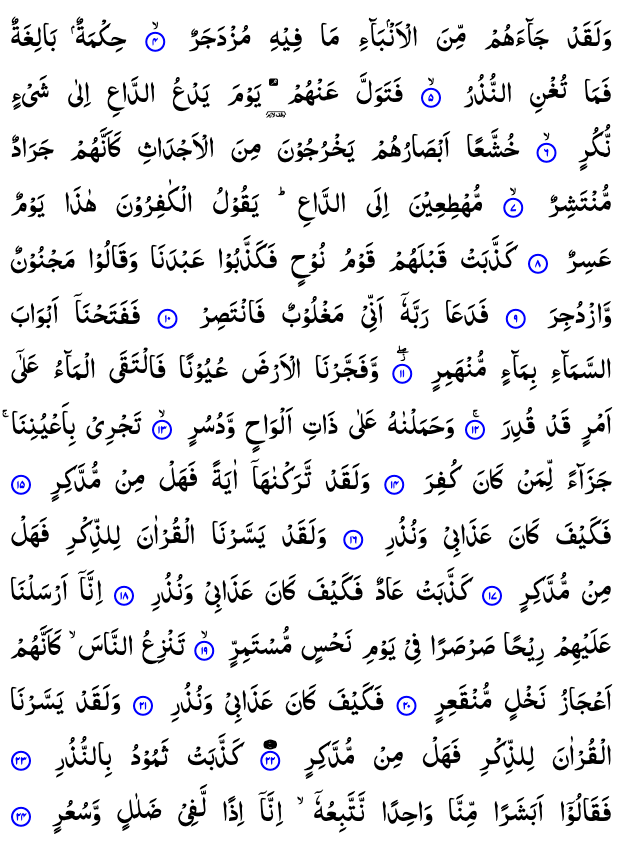 وَلَقَدْ جَآءَهُمْ مِّنَ الْاَنْۢبَآءِ مَا فِيْهِ مُزْدَجَرٌ ۙ‏﴿۴﴾ حِكْمَةٌۢ بَالِغَةٌ
فَمَا تُغْنِ النُّذُرُ ۙ‏﴿۵﴾ فَتَوَلَّ عَنْهُمْ ۘ يَوْمَ يَدْعُ الدَّاعِ اِلٰى شَىْءٍ
نُّكُرٍ ۙ‏﴿۶﴾ خُشَّعًا اَبْصَارُهُمْ يَخْرُجُوْنَ مِنَ الْاَجْدَاثِ كَاَنَّهُمْ جَرَادٌ
مُّنْتَشِرٌ ۙ‏﴿۷﴾ مُّهْطِعِيْنَ اِلَى الدَّاعِ ؕ يَقُوْلُ الْكٰفِرُوْنَ هٰذَا يَوْمٌ
عَسِرٌ ﴿۸﴾ كَذَّبَتْ قَبْلَهُمْ قَوْمُ نُوْحٍ فَكَذَّبُوْا عَبْدَنَا وَقَالُوْا مَجْنُوْنٌ
وَّازْدُجِرَ ﴿۹﴾ فَدَعَا رَبَّهٗۤ اَنِّىْ مَغْلُوْبٌ فَانْتَصِرْ ﴿۱۰﴾ فَفَتَحْنَاۤ اَبْوَابَ
السَّمَآءِ بِمَآءٍ مُّنْهَمِرٍ ۖ‏﴿۱۱﴾ وَّفَجَّرْنَا الْاَرْضَ عُيُوْنًا فَالْتَقَى الْمَآءُ عَلٰٓى
اَمْرٍ قَدْ قُدِرَ ۚ‏﴿۱۲﴾ وَحَمَلْنٰهُ عَلٰى ذَاتِ اَلْوَاحٍ وَّدُسُرٍ ۙ‏﴿۱۳﴾ تَجْرِىْ بِاَعْيُنِنَا ۚ
جَزَآءً لِّمَنْ كَانَ كُفِرَ ﴿۱۴﴾ وَلَقَدْ تَّرَكْنٰهَاۤ اٰيَةً فَهَلْ مِنْ مُّدَّكِرٍ ﴿۱۵﴾
فَكَيْفَ كَانَ عَذَابِىْ وَنُذُرِ ﴿۱۶﴾ وَلَقَدْ يَسَّرْنَا الْقُرْاٰنَ لِلذِّكْرِ فَهَلْ
مِنْ مُّدَّكِرٍ ﴿۱۷﴾ كَذَّبَتْ عَادٌ فَكَيْفَ كَانَ عَذَابِىْ وَنُذُرِ ﴿۱۸﴾ اِنَّاۤ اَرْسَلْنَا
عَلَيْهِمْ رِيْحًا صَرْصَرًا فِىْ يَوْمِ نَحْسٍ مُّسْتَمِرٍّ ۙ‏﴿۱۹﴾ تَنْزِعُ النَّاسَ ۙ كَاَنَّهُمْ
اَعْجَازُ نَخْلٍ مُّنْقَعِرٍ ﴿۲۰﴾ فَكَيْفَ كَانَ عَذَابِىْ وَنُذُرِ ﴿۲۱﴾ وَلَقَدْ يَسَّرْنَا
الْقُرْاٰنَ لِلذِّكْرِ فَهَلْ مِنْ مُّدَّكِرٍ ﴿۲۲﴾ كَذَّبَتْ ثَمُوْدُ بِالنُّذُرِ ﴿۲۳﴾
فَقَالُوْۤا اَبَشَرًا مِّنَّا وَاحِدًا نَّتَّبِعُهٗۤ ۙ اِنَّاۤ اِذًا لَّفِىْ ضَلٰلٍ وَّسُعُرٍ ﴿۲۴﴾